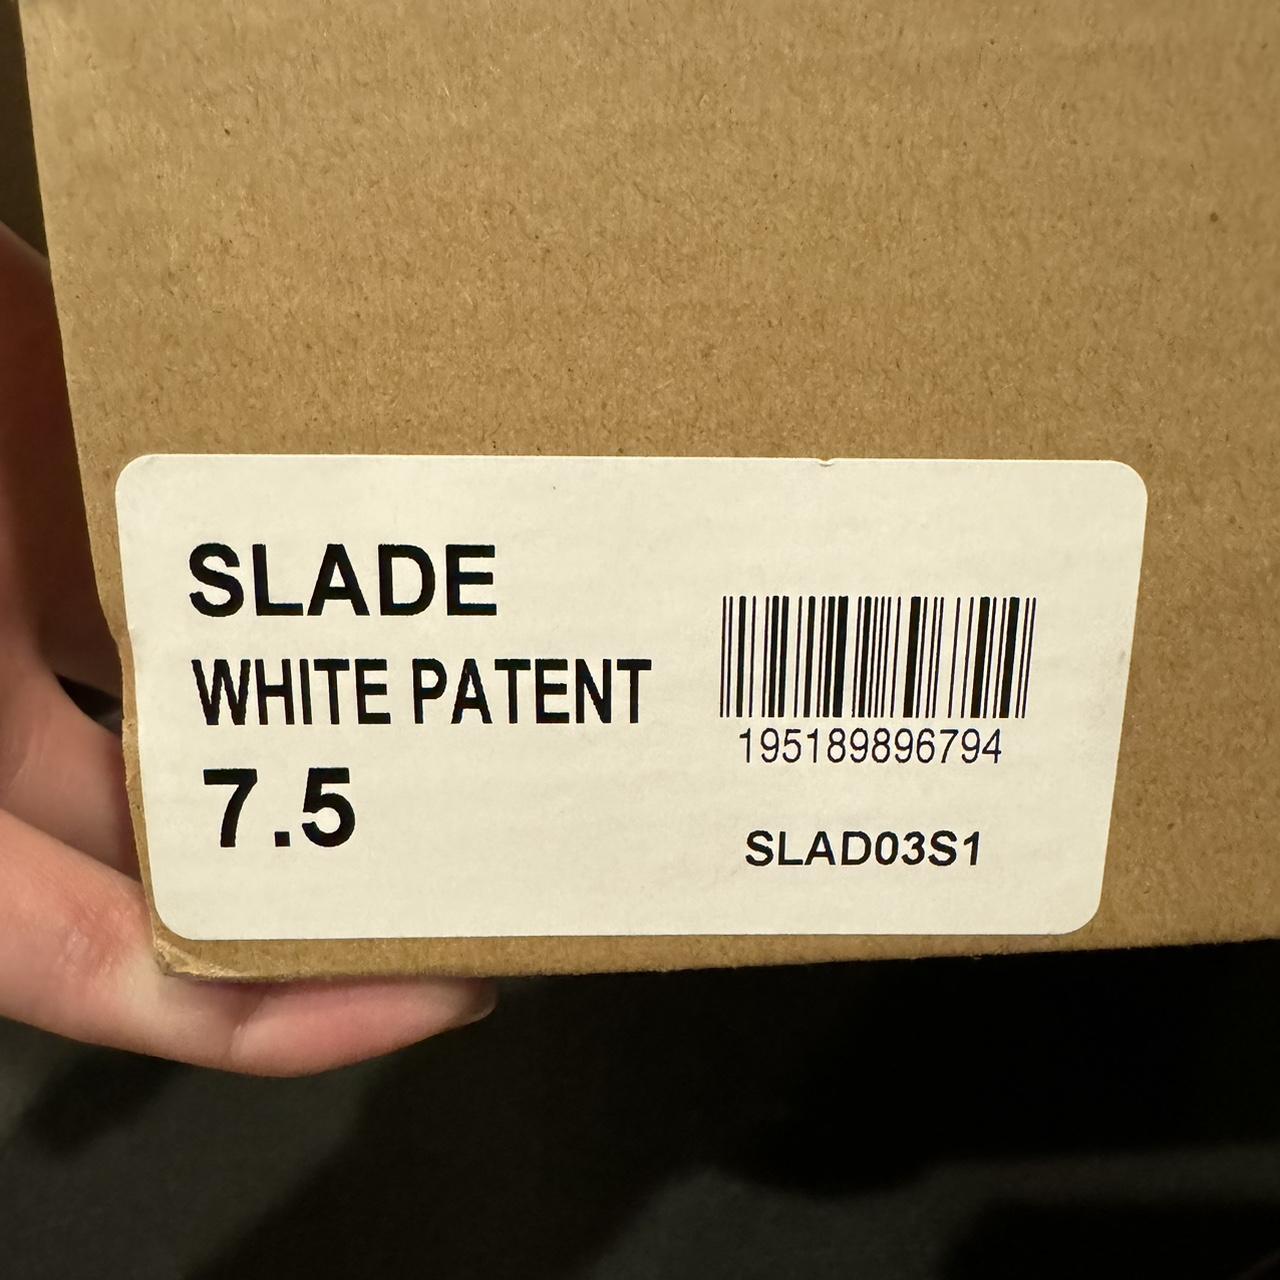 SLADE
WHITE PATENT
7.5
195189896794
SLAD03S1